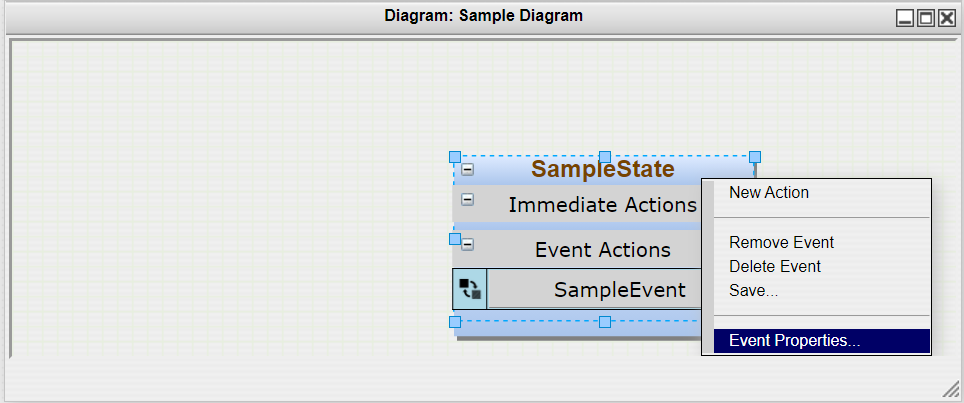 Diagram: Sample Diagram
SampleState
New Action
Immediate Actions
Remove Event
Event Actions
Delete Event
SampleEvent
Save...
Event Properties...